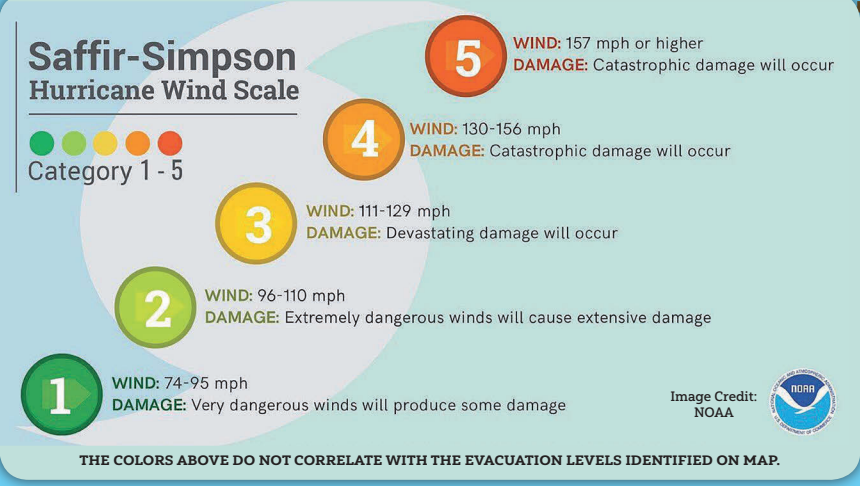 Saffir-Simpson
Hurricane Wind Scale
Category 1 - 5
5
WIND: 157 mph or higher
DAMAGE: Catastrophic damage will occur
4
WIND: 130-156 mph
DAMAGE: Catastrophic damage will occur
3
WIND: 111-129 mph
DAMAGE: Devastating damage will occur
2
WIND: 96-110 mph
DAMAGE: Extremely dangerous winds will cause extensive damage
1
WIND: 74-95 mph
DAMAGE: Very dangerous winds will produce some damage
Image Credit:
NOAA
NOAA
THE COLORS ABOVE DO NOT CORRELATE WITH THE EVACUATION LEVELS IDENTIFIED ON MAP.